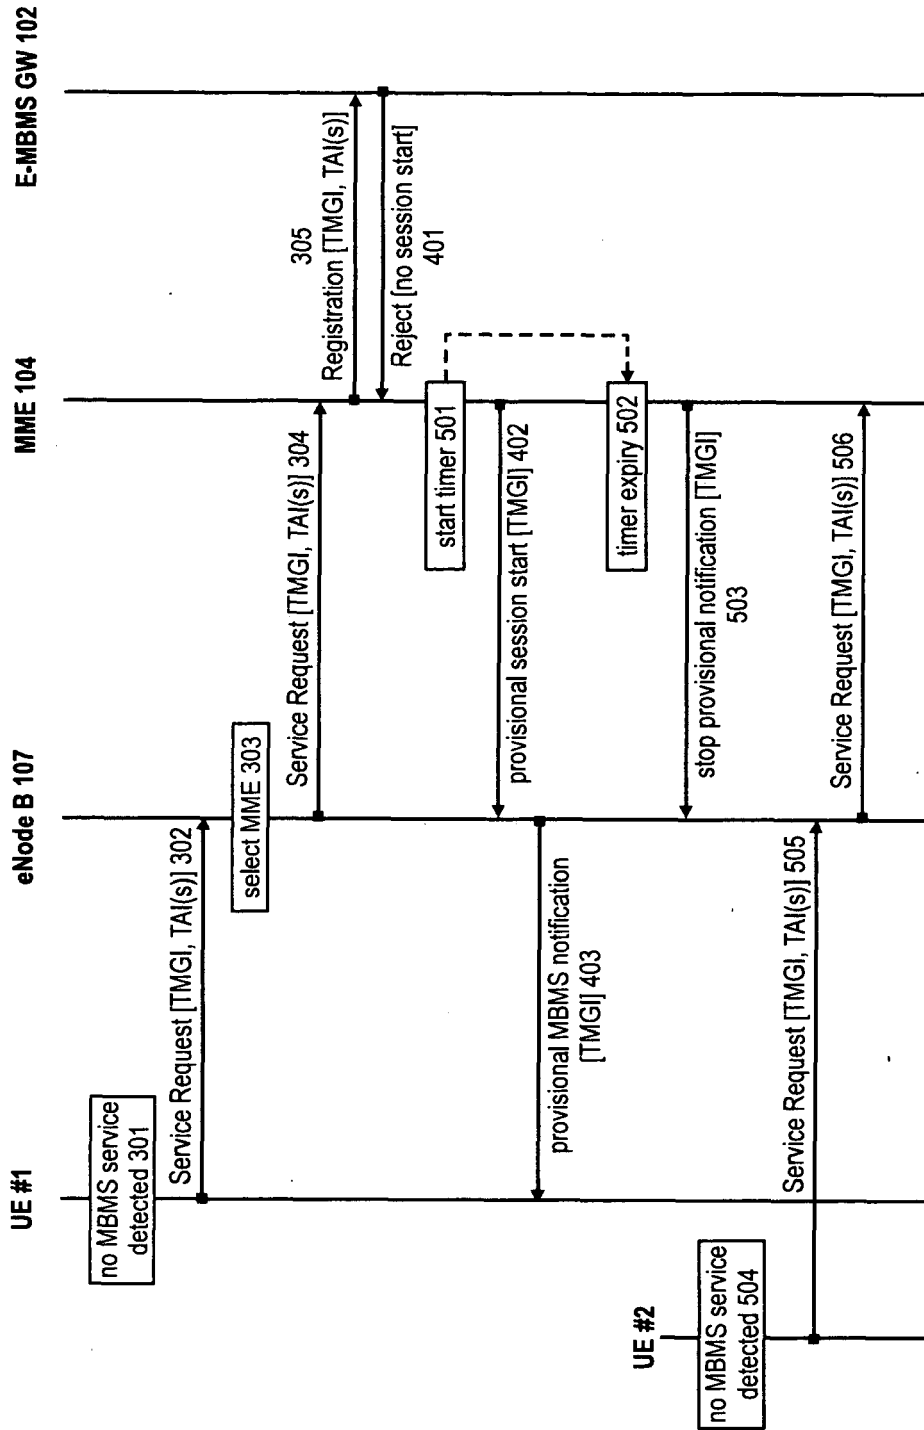 UE #1
eNode B 107
MME 104
E-MBMS GW 102
no MBMS service
detected 301
Service Request [TMGI, TAI(s)] 302
select MME 303
Service Request [TMGI, TAI(s)] 304
305
Registration [TMGI, TAI(s)]
Reject [no session start]
401
start timer 501
provisional session start [TMGI] 402
provisional MBMS notification
[TMGI] 403
timer expiry 502
stop provisional notification [TMGI]
503
UE #2
no MBMS service
detected 504
Service Request [TMGI, TAI(s)] 505
Service Request [TMGI, TAI(s)] 506